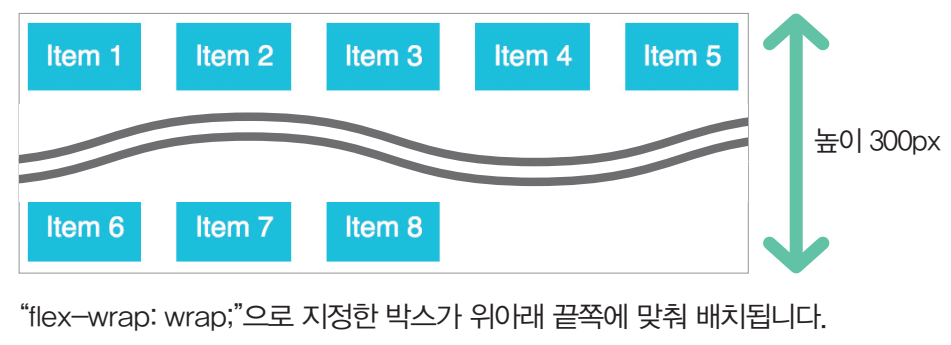 Item 1 Item 2 Item 3 Item 4 Item 5
높이 300px
Item 6 Item 7 Item 8
“flex-wrap: wrap;”으로 지정한 박스가 위아래 끝쪽에 맞춰 배치됩니다.